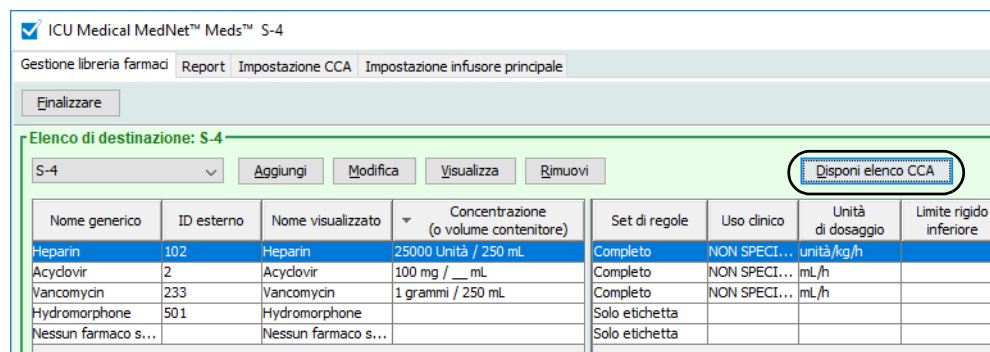 ICU Medical MedNet™ Meds™ S-4
Gestione libreria farmaci Report Impostazione CCA Impostazione infusore principale
Finalizzare
Elenco di destinazione: S-4
S-4 Aggiungi Modifica Visualizza Rimuovi Disponi elenco CCA
Nome generico ID esterno Nome visualizzato Concentrazione (o volume contenitore) Set di regole Uso clinico Unità di dosaggio Limite rigido inferiore
Heparin 102 Heparin 25000 Unità / 250 mL Completo NON SPECI... unità/kg/h
Acyclovir 2 Acyclovir 100 mg / __ mL Completo NON SPECI... mL/h
Vancomycin 233 Vancomycin 1 grammi / 250 mL Completo NON SPECI... mL/h
Hydromorphone 501 Hydromorphone Solo etichetta
Nessun farmaco s... Nessun farmaco s... Solo etichetta